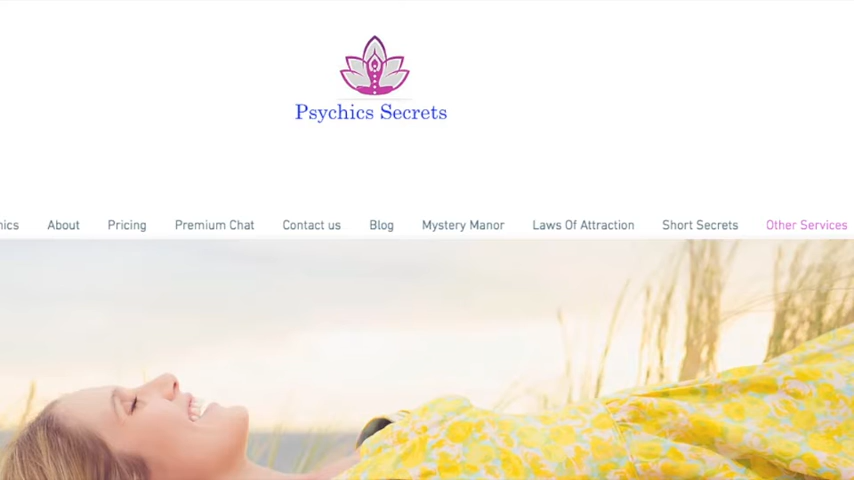 Psychics Secrets
About Pricing Premium Chat Contact us Blog Mystery Manor Laws Of Attraction Short Secrets Other Services